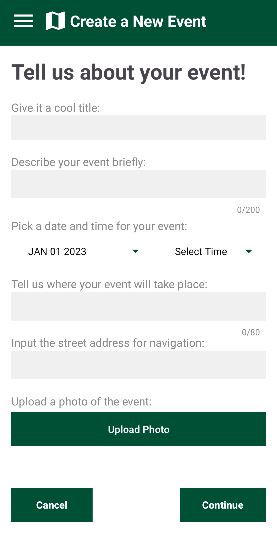 Create a New Event
Tell us about your event!
Give it a cool title:
Describe your event briefly:
0/200
Pick a date and time for your event:
JAN 01 2023 Select Time
Tell us where your event will take place:
0/80
Input the street address for navigation:
Upload a photo of the event:
Upload Photo
Cancel Continue